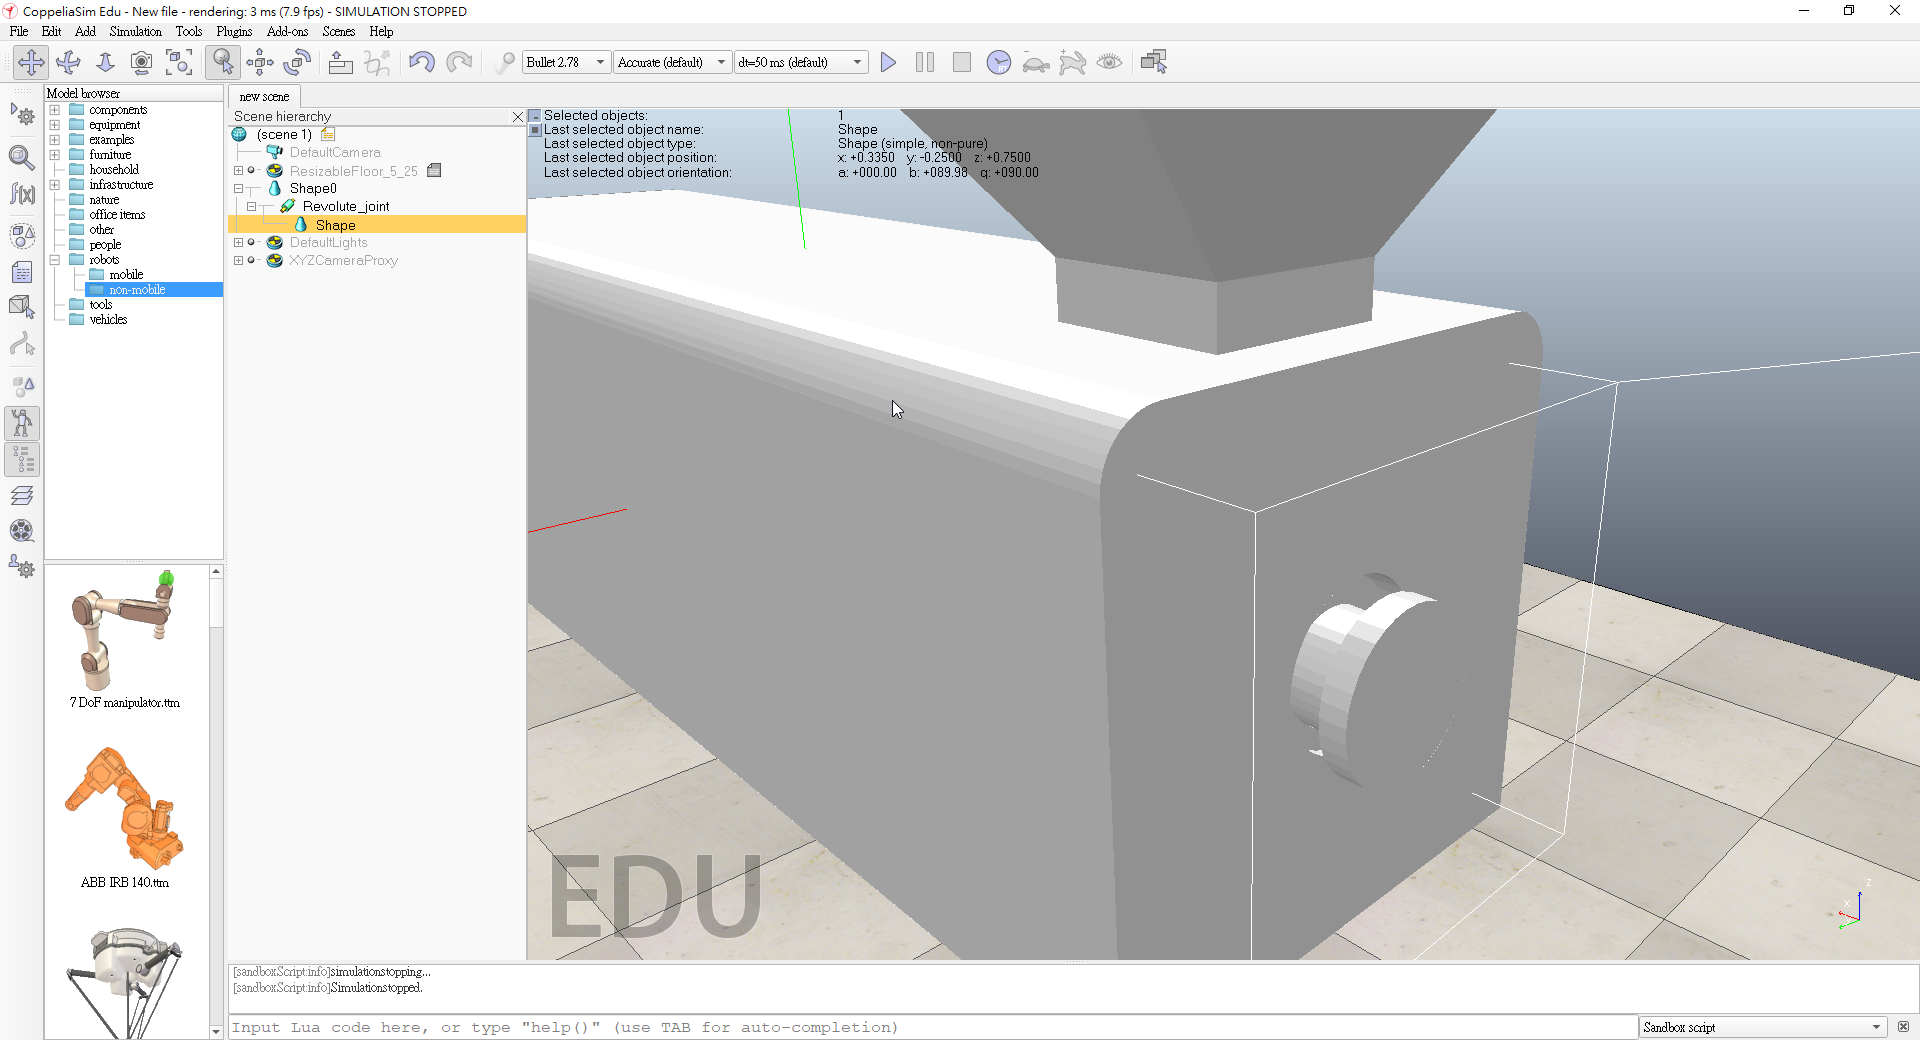 CoppeliaSim Edu - New file - rendering: 3 ms (7.9 fps) - SIMULATION STOPPED
File Edit Add Simulation Tools Plugins Add-ons Scenes Help
Bullet 2.78 Accurate (default) dt=50 ms (default)
RT
Model browser
components
equipment
examples
furniture
household
infrastructure
nature
office items
other
people
robots
mobile
non-mobile
tools
vehicles
7 DoF manipulator.ttm
ABB IRB 140.ttm
new scene
Scene hierarchy
(scene 1)
DefaultCamera
ResizableFloor_5_25
Shape0
Revolute_joint
Shape
DefaultLights
XYZCameraProxy
Selected objects: 1
Last selected object name: Shape
Last selected object type: Shape (simple, non-pure)
Last selected object position: x: +0.3350 y: -0.2500 z: +0.7500
Last selected object orientation: a: +000.00 b: +089.98 q: +090.00
f(x)
EDU
z
x
[sandboxScript:info]simulationstopping...
[sandboxScript:info]Simulationstopped.
Input Lua code here, or type "help()" (use TAB for auto-completion)
Sandbox script